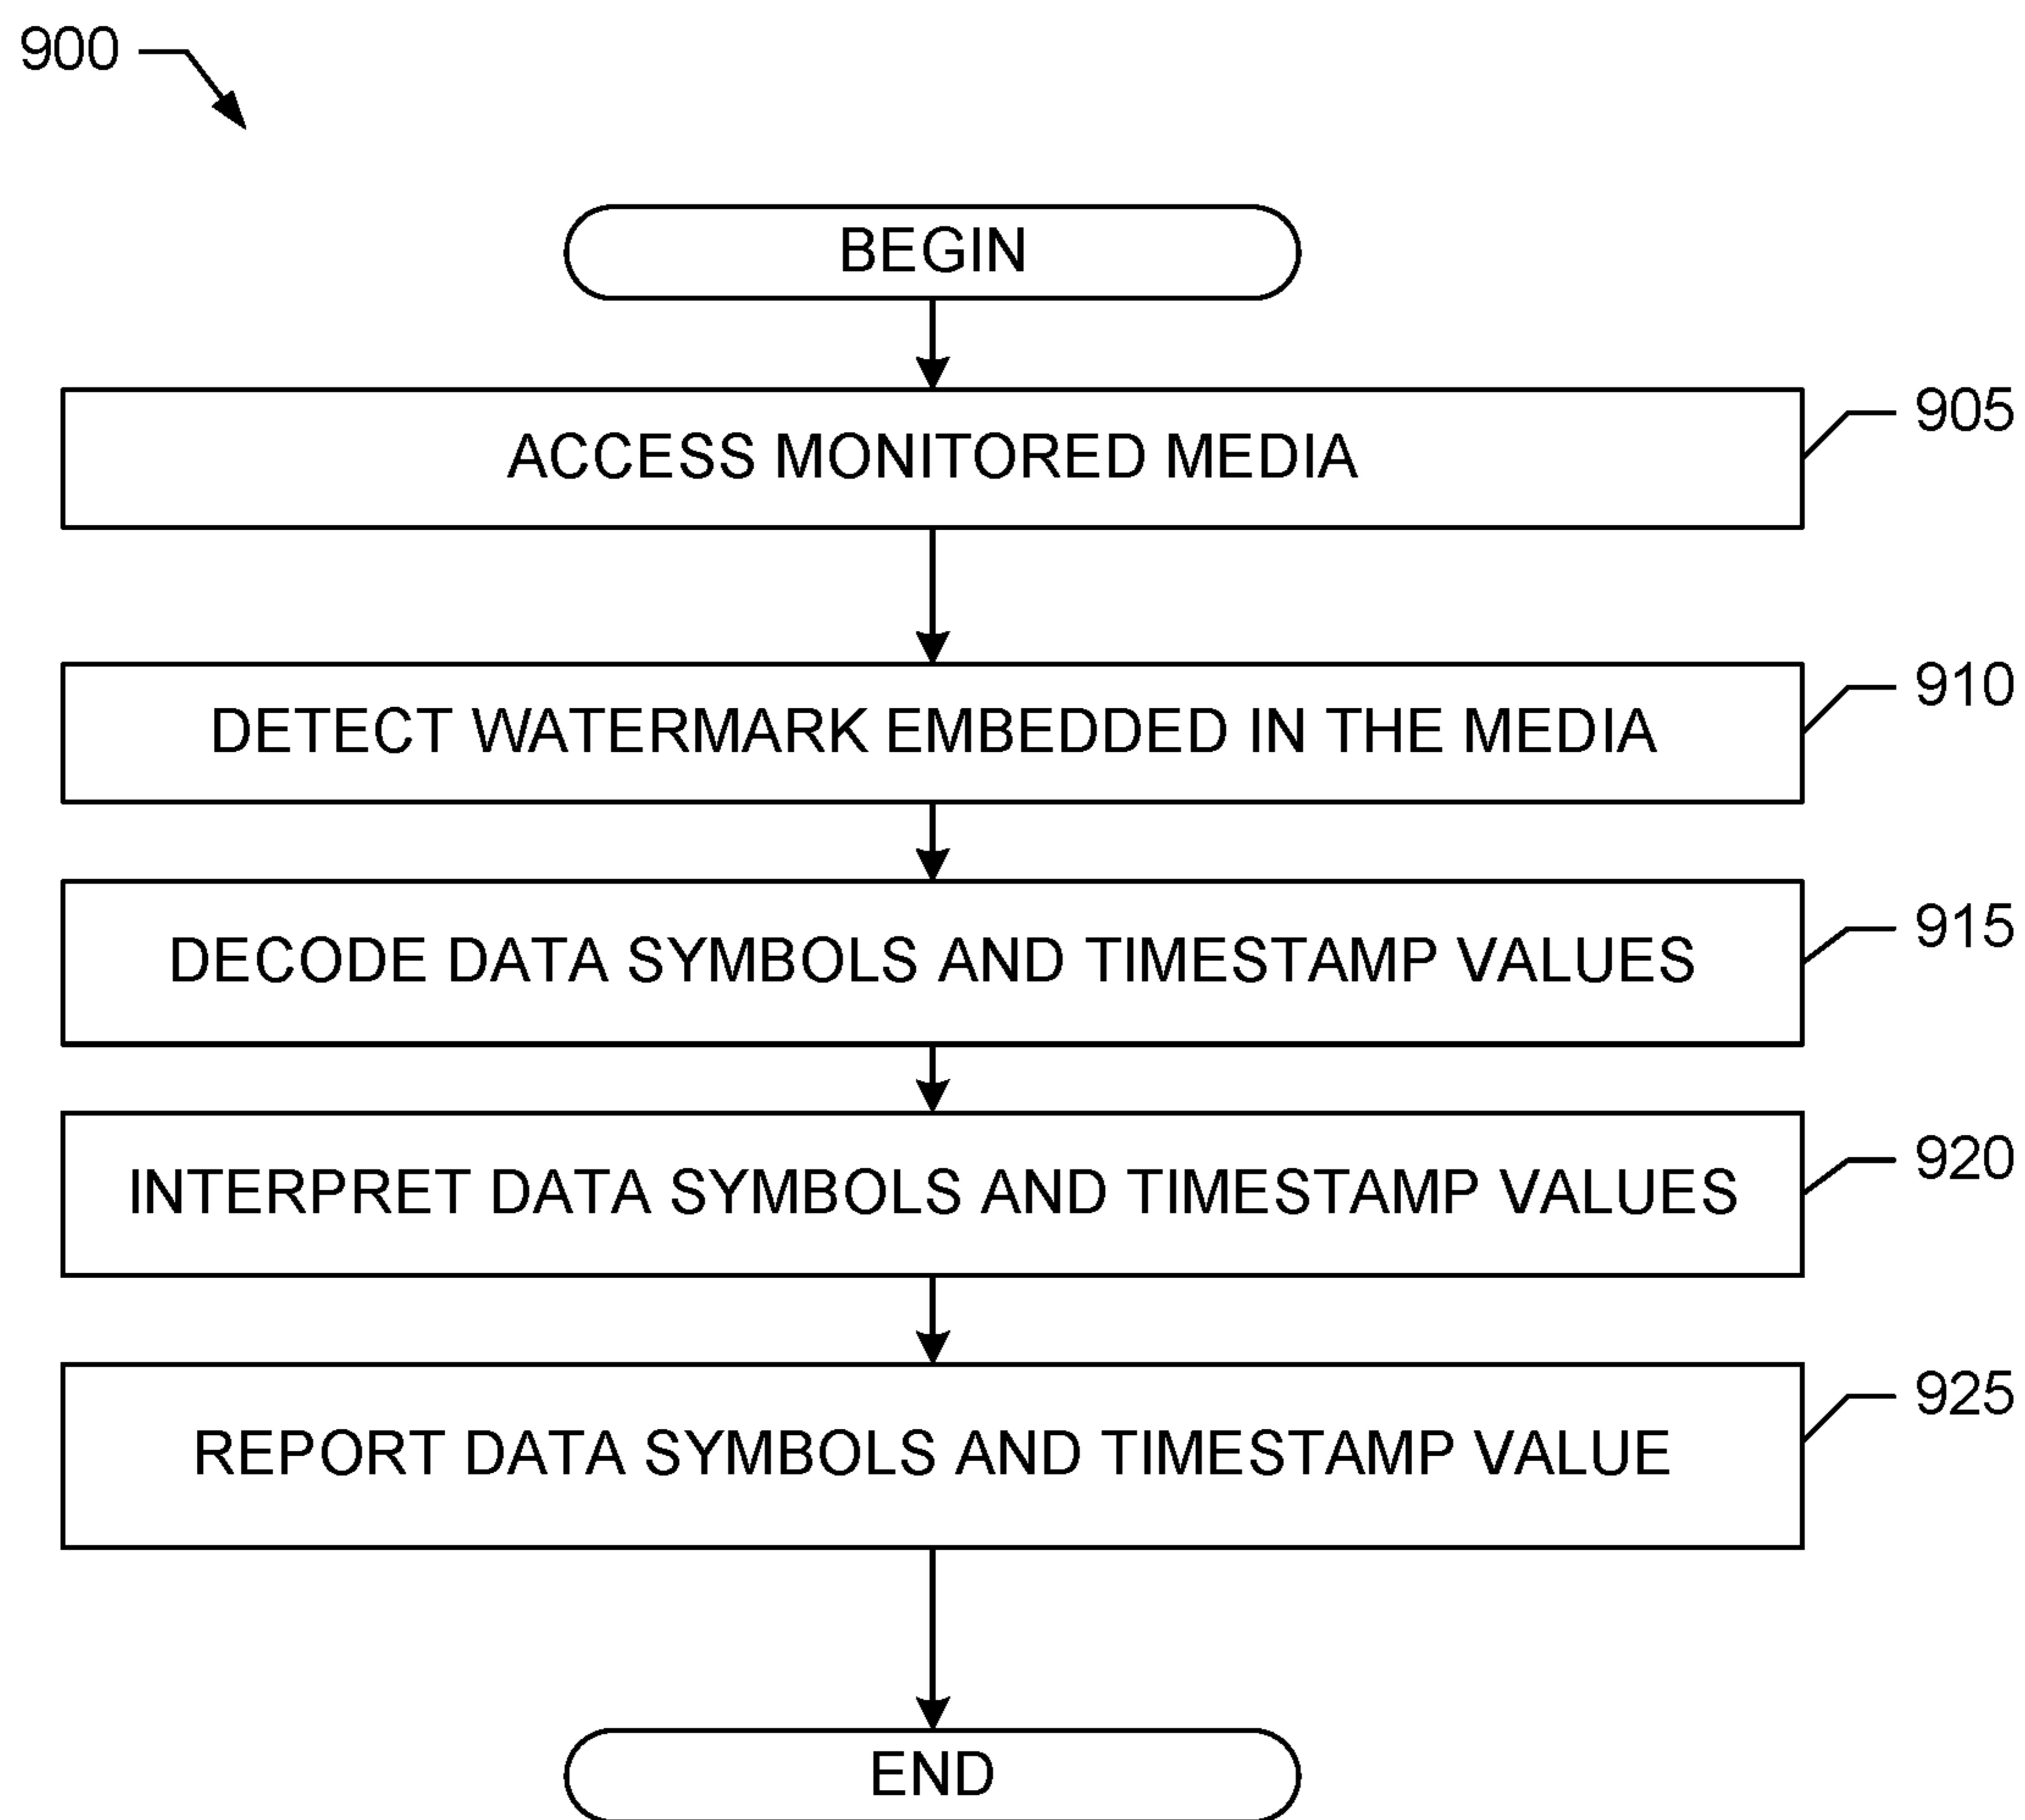 900
BEGIN
ACCESS MONITORED MEDIA
905
DETECT WATERMARK EMBEDDED IN THE MEDIA
910
DECODE DATA SYMBOLS AND TIMESTAMP VALUES
915
INTERPRET DATA SYMBOLS AND TIMESTAMP VALUES
920
REPORT DATA SYMBOLS AND TIMESTAMP VALUE
925
END